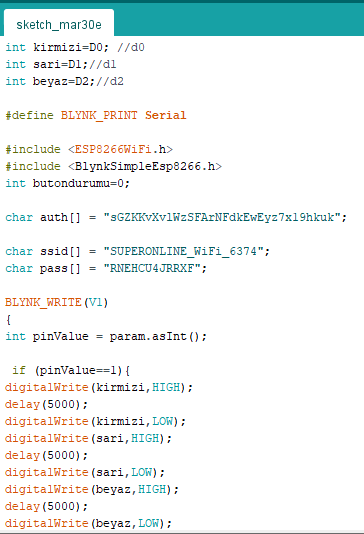 sketch_mar30e
int kirmizi=D0; //d0
int sari=D1;//d1
int beyaz=D2;//d2
#define BLYNK_PRINT Serial
#include <ESP8266WiFi.h>
#include <BlynkSimpleEsp8266.h>
int butondurumu=0;
char auth[] = "sGZKKvXvlWzSFArNFdkEwEyz7xl9hkuk";
char ssid[] = "SUPERONLINE_WiFi_6374";
char pass[] = "RNEHCU4JRRXF";
BLYNK_WRITE(V1)
{
int pinValue = param.asInt();
if (pinValue==1){
digitalWrite(kirmizi,HIGH);
delay(5000);
digitalWrite(kirmizi,LOW);
digitalWrite(sari,HIGH);
delay(5000);
digitalWrite(sari,LOW);
digitalWrite(beyaz,HIGH);
delay(5000);
digitalWrite(beyaz,LOW);